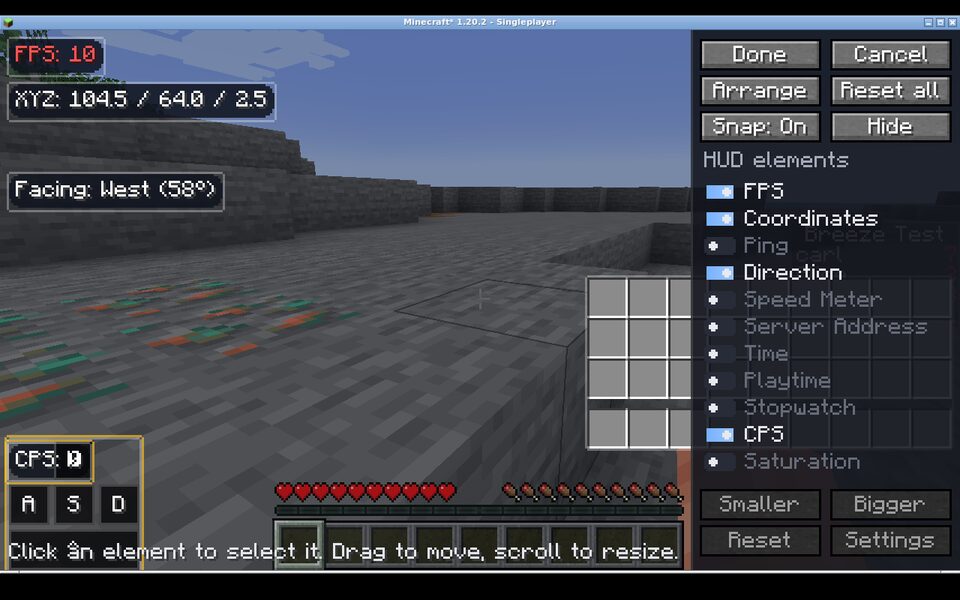 Minecraft* 1.20.2 - Singleplayer
FPS: 10
XYZ: 104.5 / 64.0 / 2.5
Facing: West (58°)
Done
Cancel
Arrange
Reset all
Snap: On
Hide
HUD elements
FPS
Coordinates
Ping
Breeze Test
Direction
Speed Meter
Server Address
Time
Playtime
Stopwatch
CPS
Saturation
Smaller
Bigger
Reset
Settings
CPS: 0
A S D
Click an element to select it. Drag to move, scroll to resize.